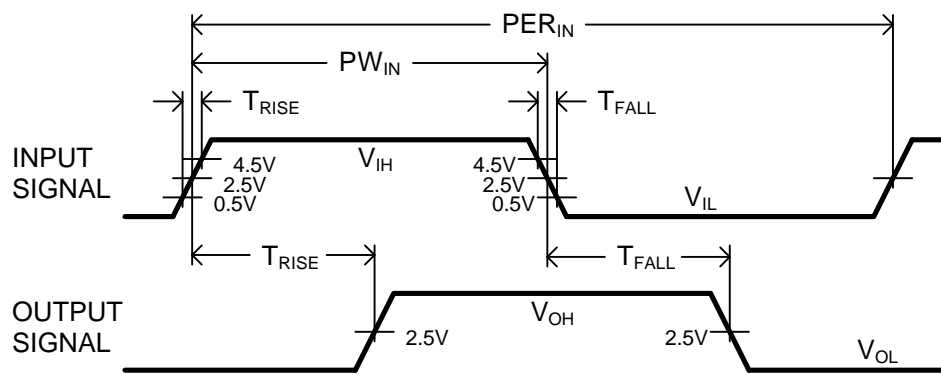 PER_IN
PW_IN
T_RISE
T_FALL
INPUT
SIGNAL
4.5V
2.5V
0.5V
V_IH
4.5V
2.5V
0.5V
V_IL
T_RISE
T_FALL
OUTPUT
SIGNAL
2.5V
V_OH
2.5V
V_OL